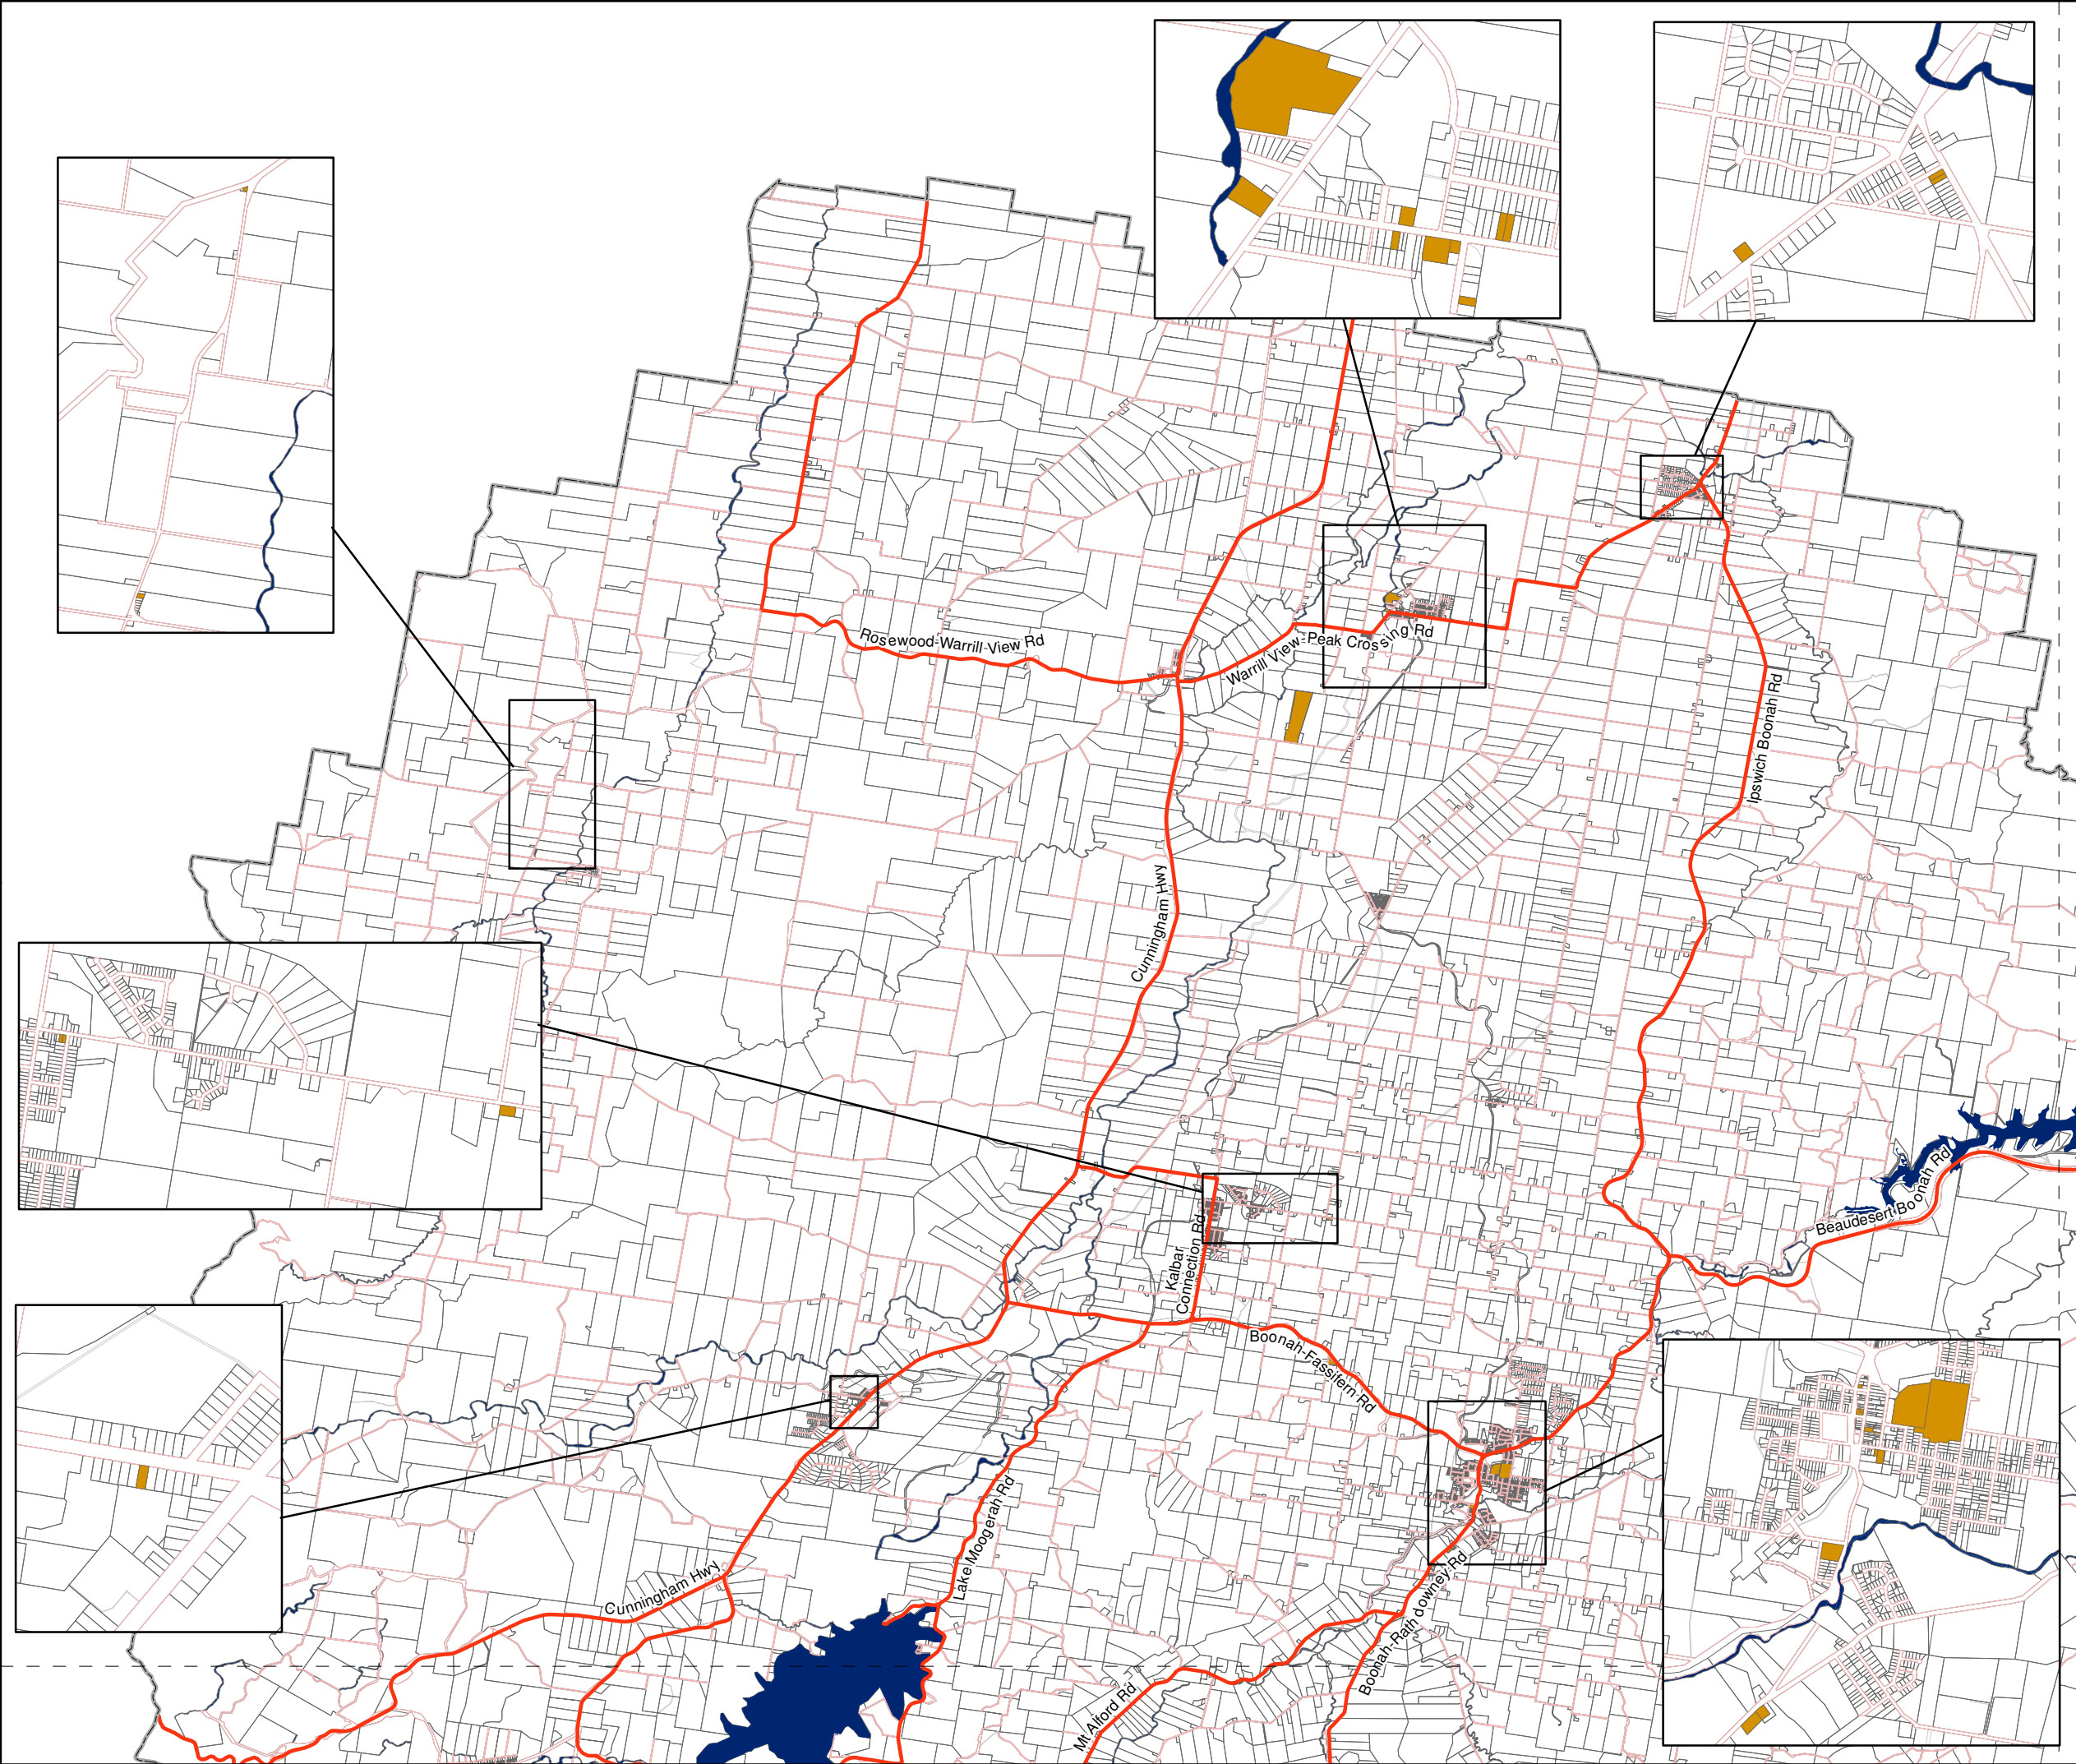 Rosewood-Warrill View Rd
Warrill View-Peak Crossing Rd
Ipswich Boonah Rd
Cunningham Hwy
Beaudesert Boonah Rd
Kalbar
Connection Rd
Boonah-Fassifern Rd
Lake Moogerah Rd
Cunningham Hwy
Boonah-Rathdowney Rd
Mt Alford Rd